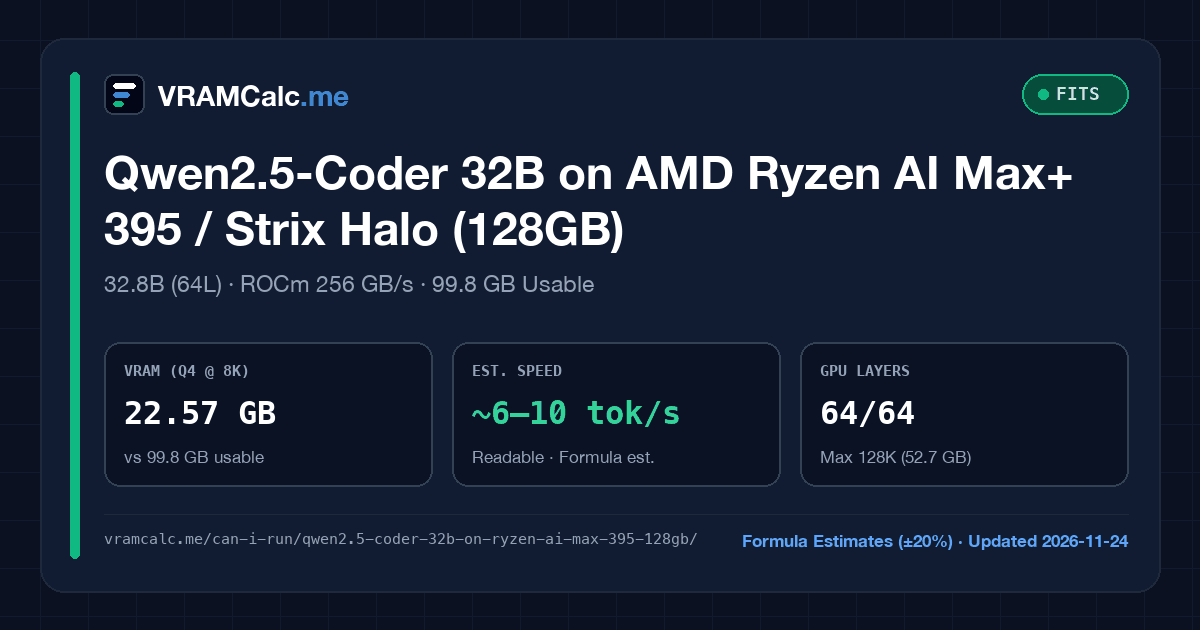 VRAMCalc.me
FITS
Qwen2.5-Coder 32B on AMD Ryzen AI Max+
395 / Strix Halo (128GB)
32.8B (64L) · ROCm 256 GB/s · 99.8 GB Usable
VRAM (Q4 @ 8K)
22.57 GB
vs 99.8 GB usable
EST. SPEED
~6–10 tok/s
Readable · Formula est.
GPU LAYERS
64/64
Max 128K (52.7 GB)
vramcalc.me/can-i-run/qwen2.5-coder-32b-on-ryzen-ai-max-395-128gb/
Formula Estimates (±20%) · Updated 2026-11-24